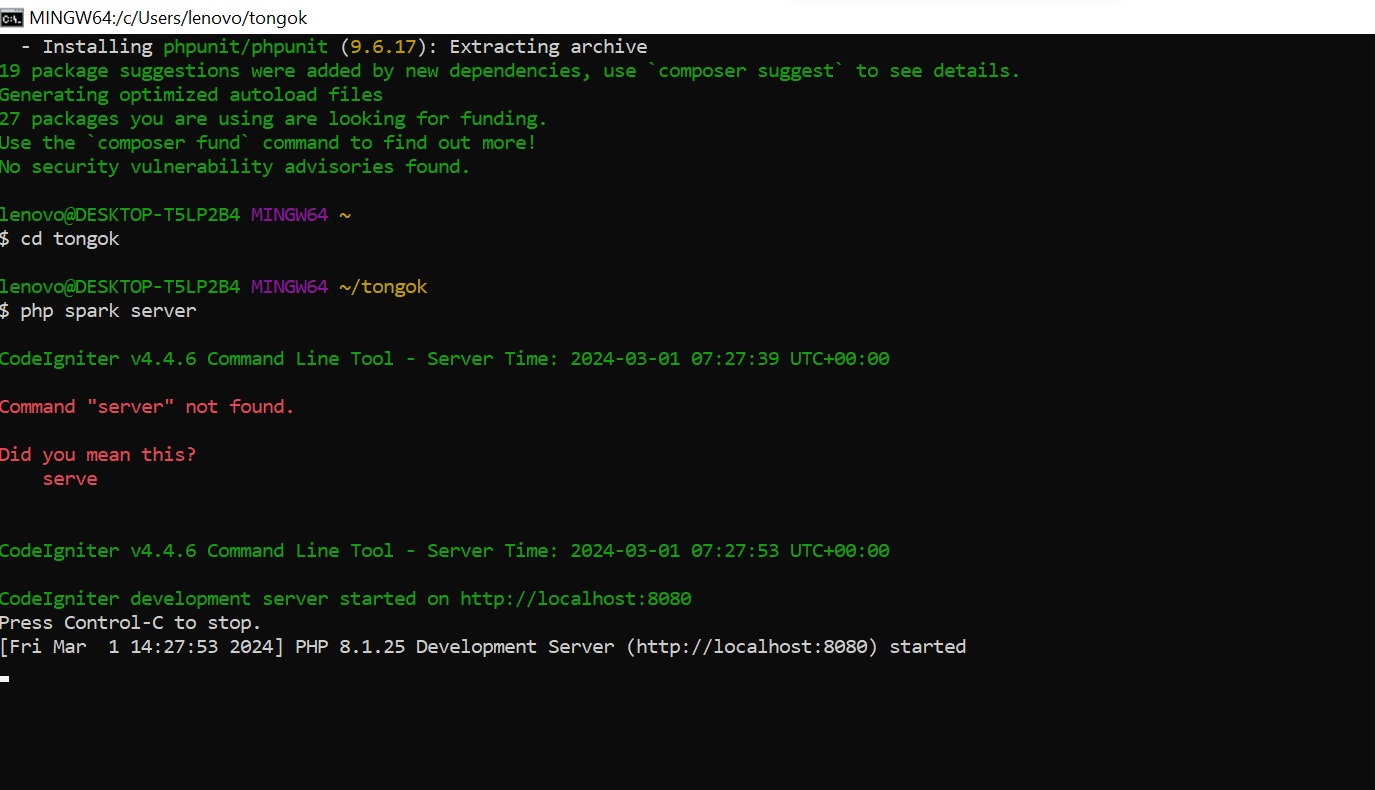 MINGW64:/c/Users/lenovo/tongok
- Installing phpunit/phpunit (9.6.17): Extracting archive
19 package suggestions were added by new dependencies, use `composer suggest` to see details.
Generating optimized autoload files
27 packages you are using are looking for funding.
Use the `composer fund` command to find out more!
No security vulnerability advisories found.
lenovo@DESKTOP-T5LP2B4 MINGW64 ~
$ cd tongok
lenovo@DESKTOP-T5LP2B4 MINGW64 ~/tongok
$ php spark server
CodeIgniter v4.4.6 Command Line Tool - Server Time: 2024-03-01 07:27:39 UTC+00:00
Command "server" not found.
Did you mean this?
serve
CodeIgniter v4.4.6 Command Line Tool - Server Time: 2024-03-01 07:27:53 UTC+00:00
CodeIgniter development server started on http://localhost:8080
Press Control-C to stop.
[Fri Mar  1 14:27:53 2024] PHP 8.1.25 Development Server (http://localhost:8080) started